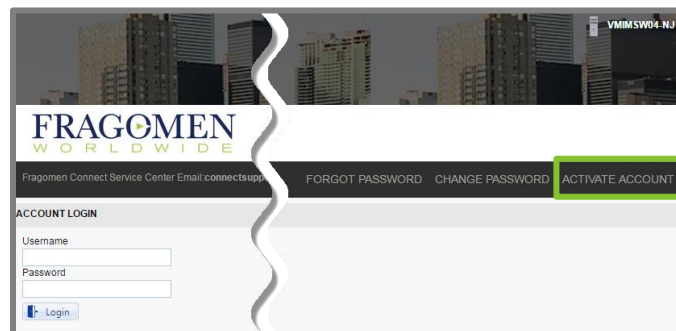 VMIMSW04-NJ
FRAGOMEN
WORLDWIDE
Fragomen Connect Service Center Email:connectsupp
FORGOT PASSWORD CHANGE PASSWORD ACTIVATE ACCOUNT
ACCOUNT LOGIN
Username
Password
Login